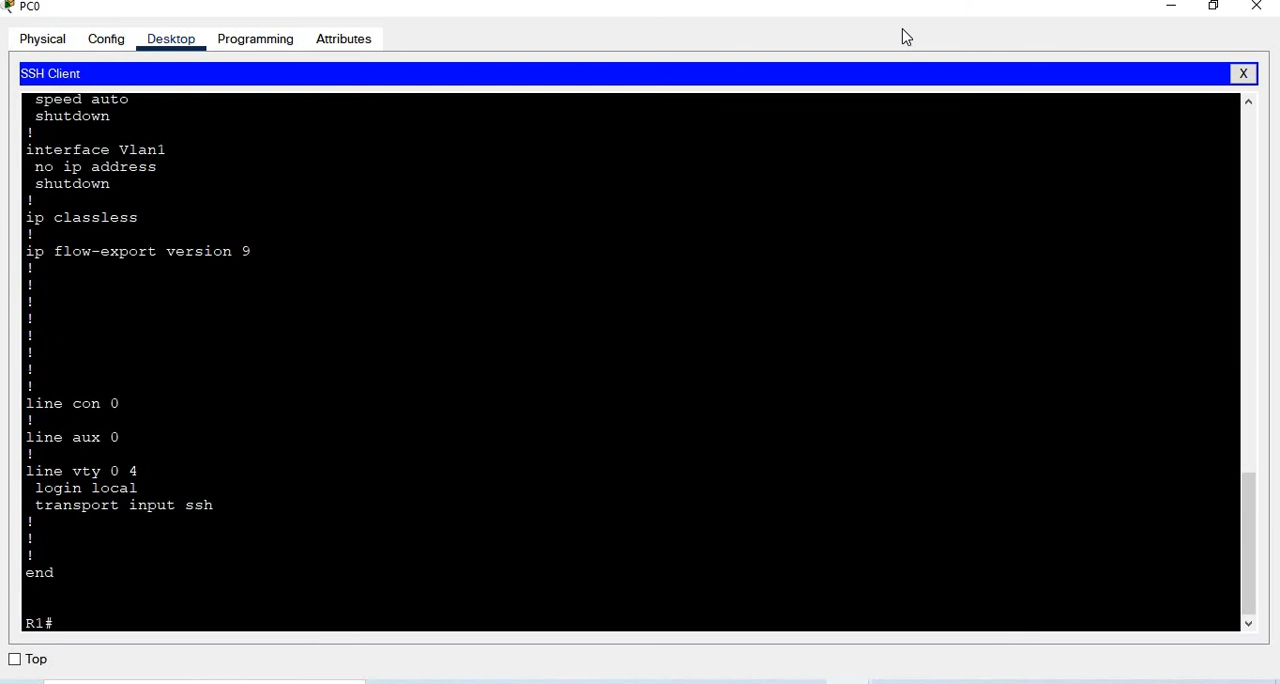 PC0
Physical Config Desktop Programming Attributes
SSH Client X
speed auto
shutdown
!
interface Vlan1
no ip address
shutdown
!
ip classless
!
ip flow-export version 9
!
!
!
!
!
!
!
!
line con 0
!
line aux 0
!
line vty 0 4
login local
transport input ssh
!
!
!
end
R1#
Top